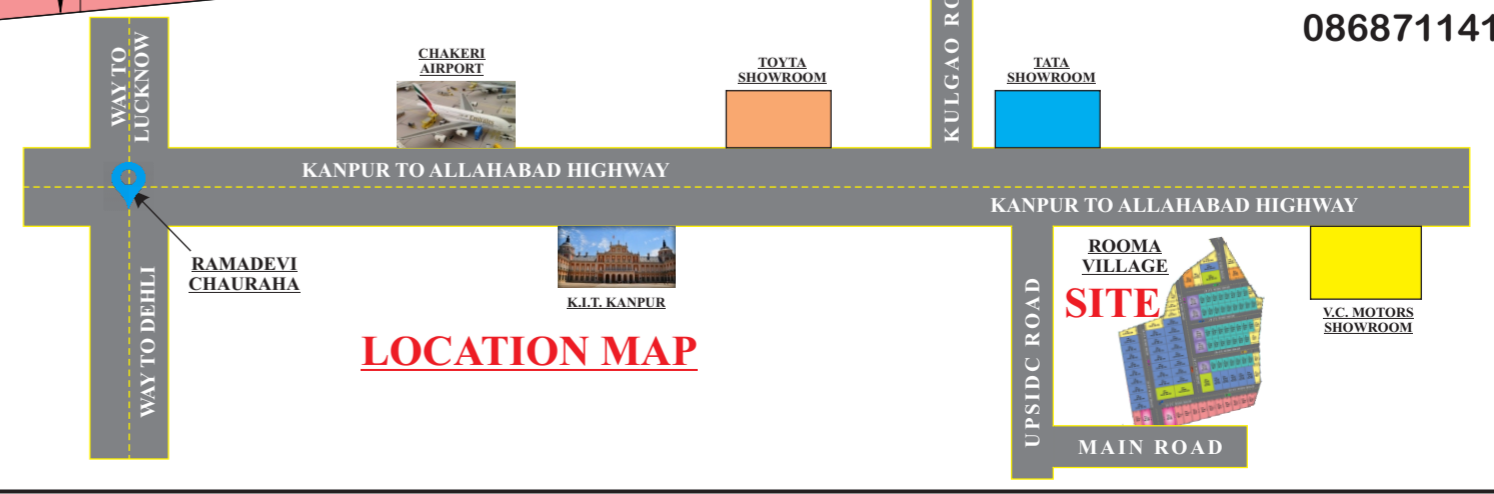 086871141
WAY TO
LUCKNOW
CHAKERI
AIRPORT
TOYTA
SHOWROOM
KULGAO
TATA
SHOWROOM
KANPUR TO ALLAHABAD HIGHWAY
KANPUR TO ALLAHABAD HIGHWAY
RAMADEVI
CHAURAHA
WAY TO DEHLI
K.I.T. KANPUR
LOCATION MAP
UPSIDC ROAD
ROOMA
VILLAGE
SITE
V.C. MOTORS
SHOWROOM
MAIN ROAD